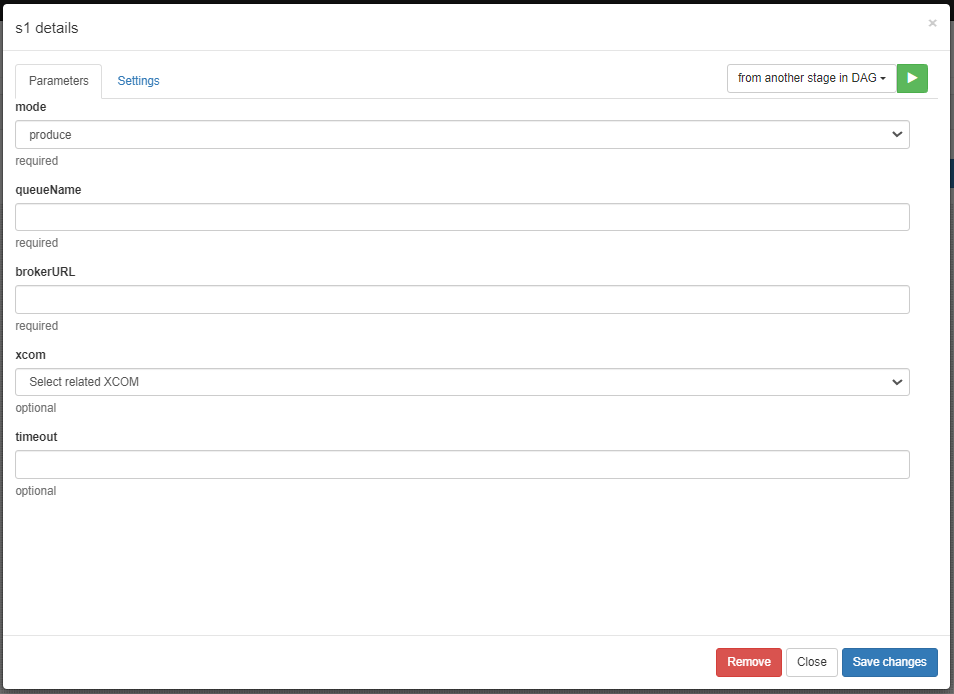 s1 details
×
Parameters
Settings
from another stage in DAG
mode
produce
required
queueName
required
brokerURL
required
xcom
Select related XCOM
optional
timeout
optional
Remove
Close
Save changes